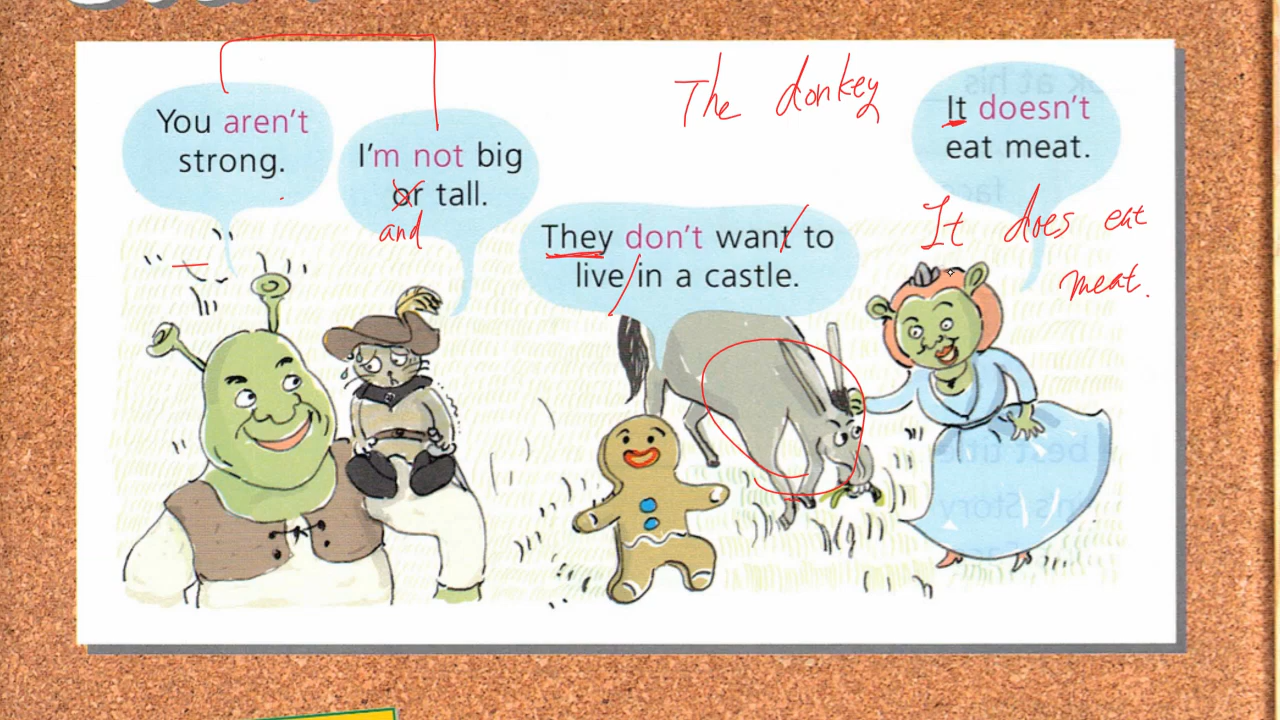 You aren't
strong.
I'm not big
or tall.
and
They don't want to
live in a castle.
The donkey
It doesn't
eat meat.
It does eat
meat.